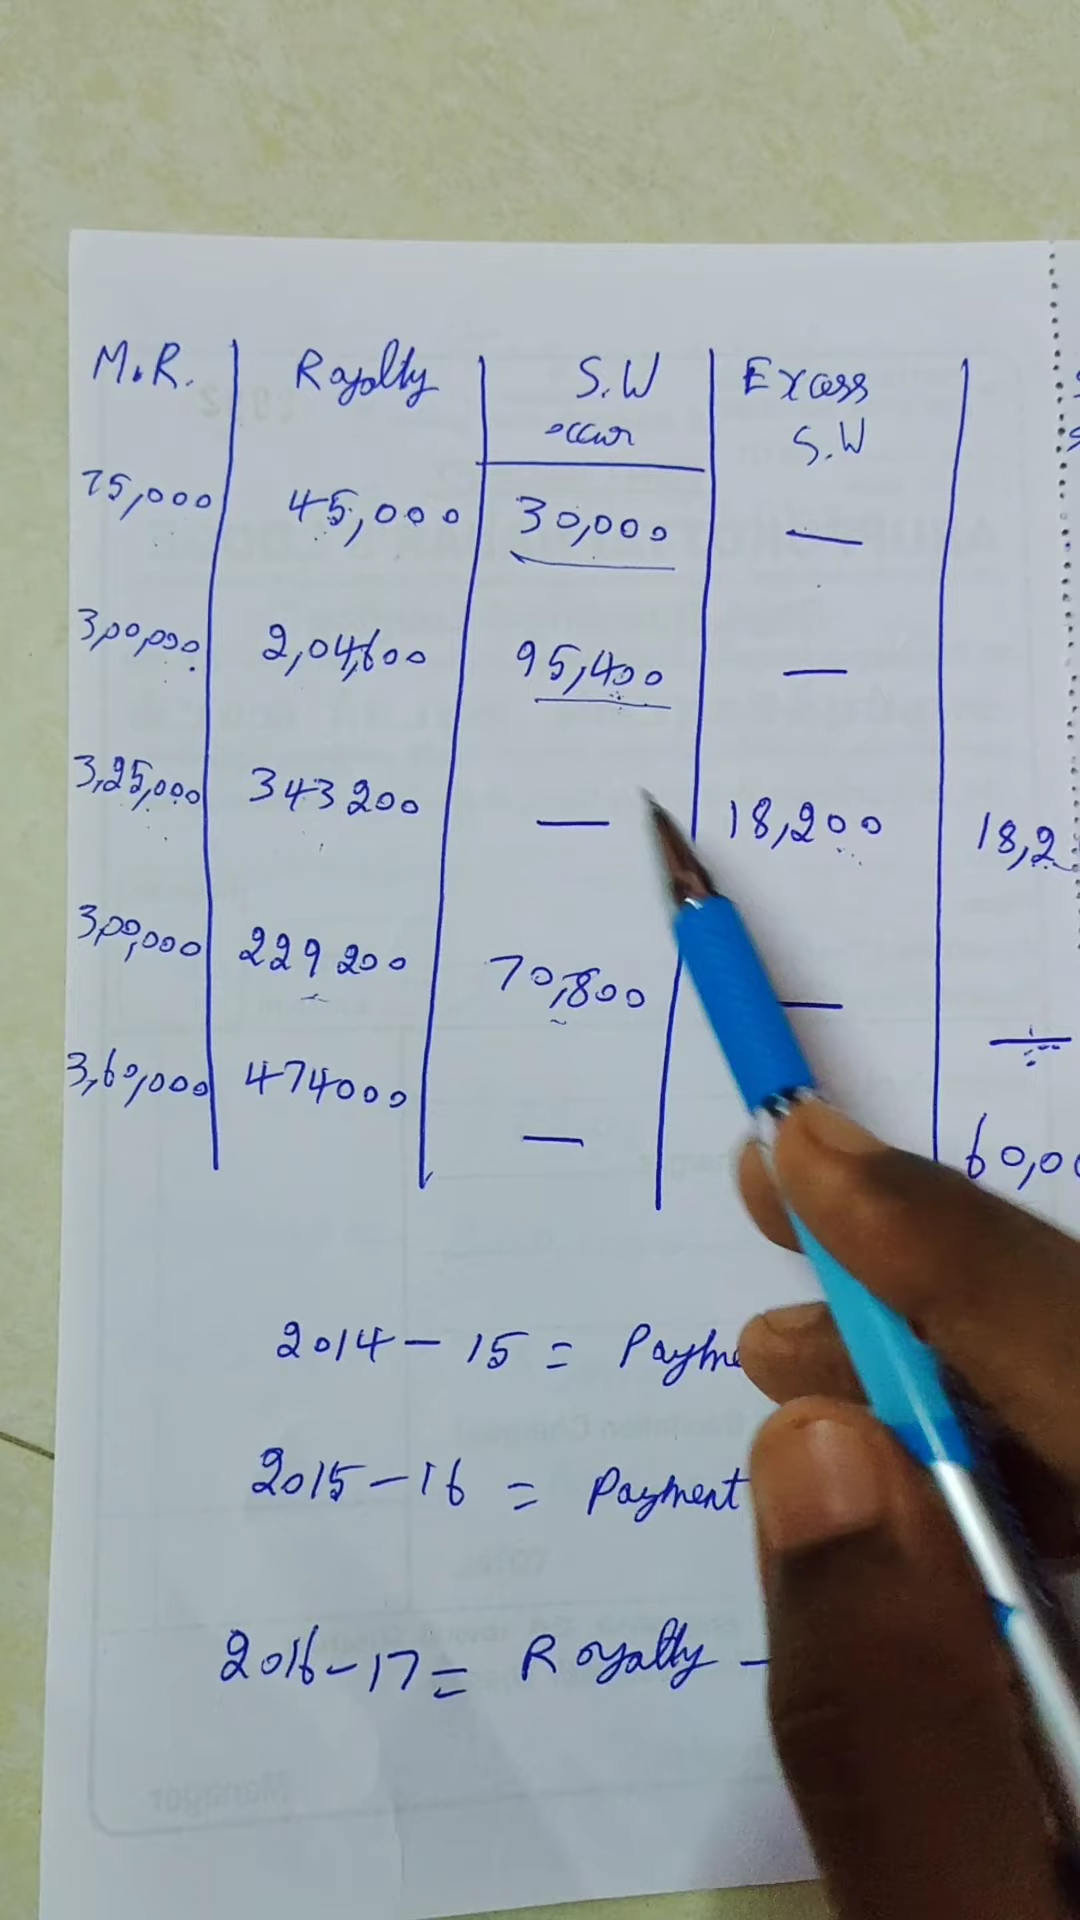 M.R. Royalty S.W occur Excess S.W
75,000 45,000 30,000 —
3,00,000 2,04,600 95,400 —
3,25,000 343200 — 18,200 18,2
3,00,000 229200 70,800 — —
3,60,000 474000 — 60,00
2014-15 = Payme
2015-16 = Payment
2016-17= Royalty -
Manager